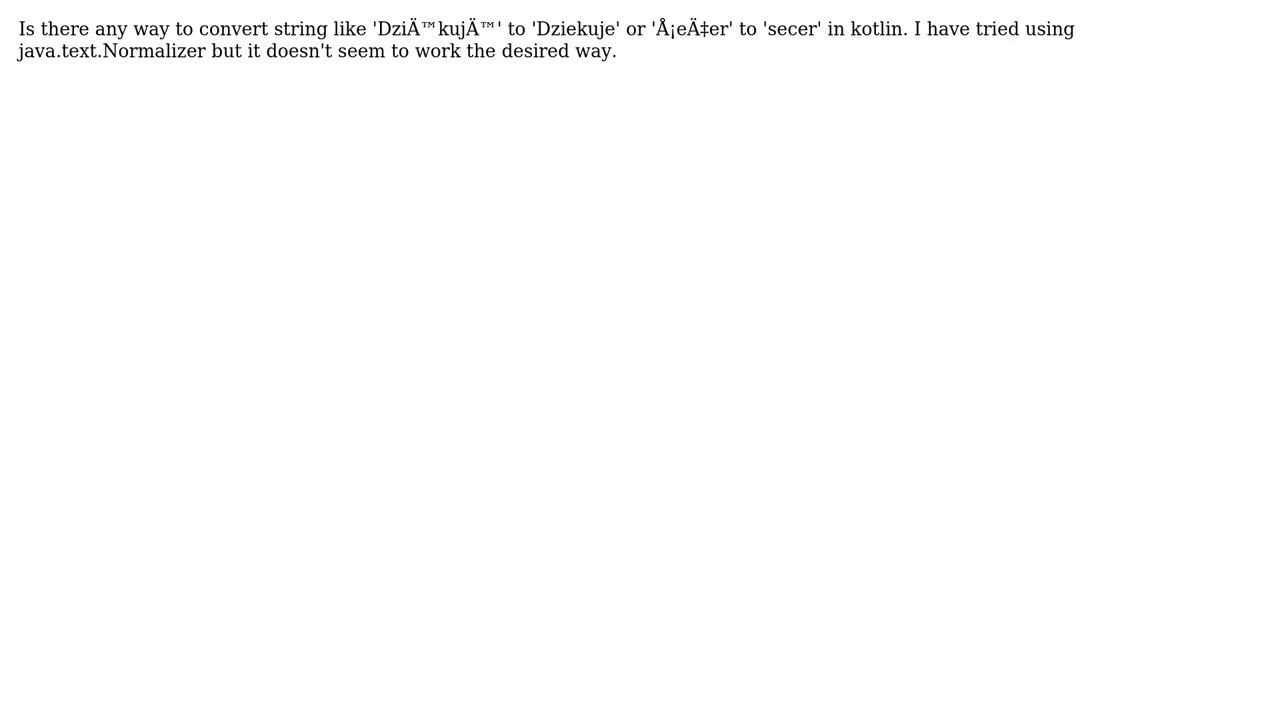 Is there any way to convert string like 'DziÄ™kujÄ™' to 'Dziekuje' or 'Å¡eÄ‡er' to 'secer' in kotlin. I have tried using
java.text.Normalizer but it doesn't seem to work the desired way.